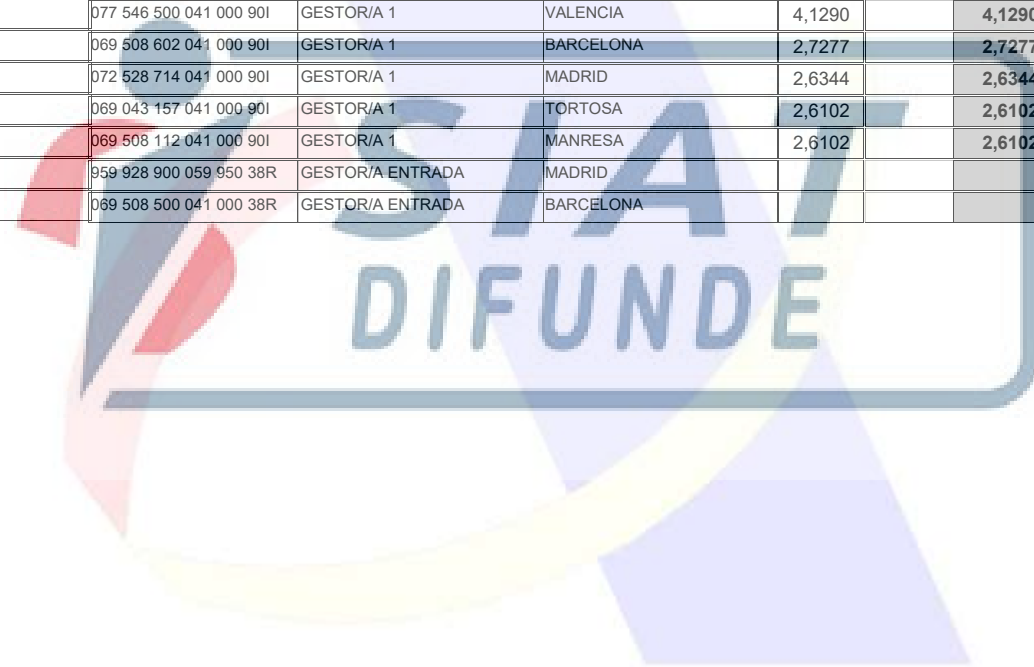 077 546 500 041 000 90I GESTOR/A 1 VALENCIA 4,1290 4,1290
069 508 602 041 000 90I GESTOR/A 1 BARCELONA 2,7277 2,7277
072 528 714 041 000 90I GESTOR/A 1 MADRID 2,6344 2,6344
069 043 157 041 000 90I GESTOR/A 1 TORTOSA 2,6102 2,6102
069 508 112 041 000 90I GESTOR/A 1 MANRESA 2,6102 2,6102
959 928 900 059 950 38R GESTOR/A ENTRADA MADRID
069 508 500 041 000 38R GESTOR/A ENTRADA BARCELONA
SIAT
DIFUNDE